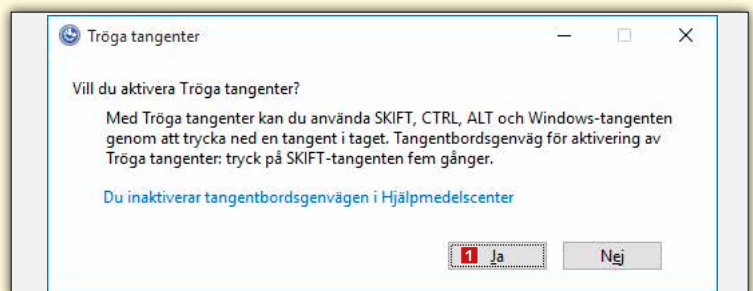 Tröga tangenter
Vill du aktivera Tröga tangenter?
Med Tröga tangenter kan du använda SKIFT, CTRL, ALT och Windows-tangenten
genom att trycka ned en tangent i taget. Tangentbordsgenväg för aktivering av
Tröga tangenter: tryck på SKIFT-tangenten fem gånger.
Du inaktiverar tangentbordsgenvägen i Hjälpmedelscenter
1 Ja Nej